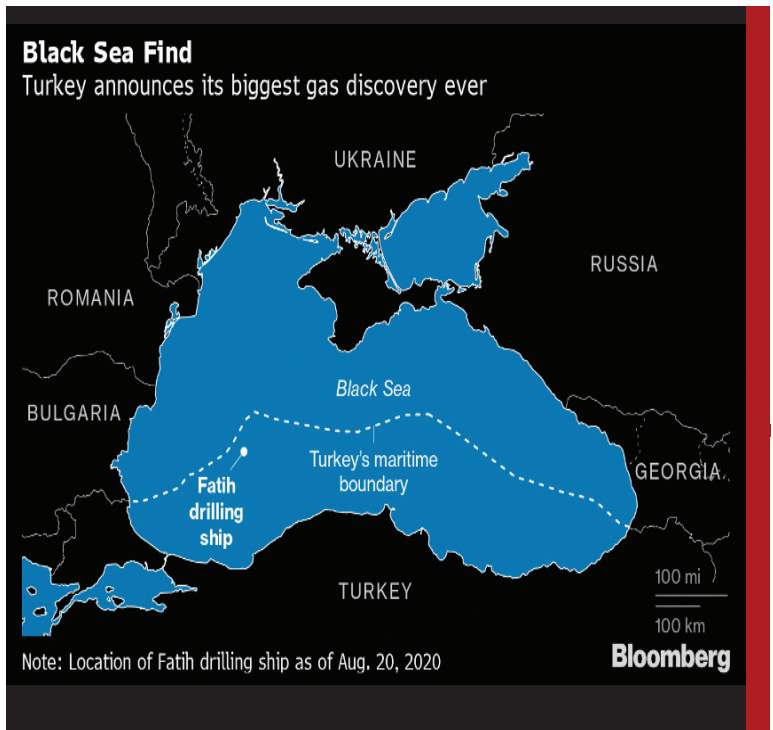 Black Sea Find
Turkey announces its biggest gas discovery ever
UKRAINE
RUSSIA
ROMANIA
Black Sea
BULGARIA
Turkey's maritime
boundary
GEORGIA
Fatih
drilling
ship
100 mi
TURKEY
100 km
Note: Location of Fatih drilling ship as of Aug. 20, 2020
Bloomberg